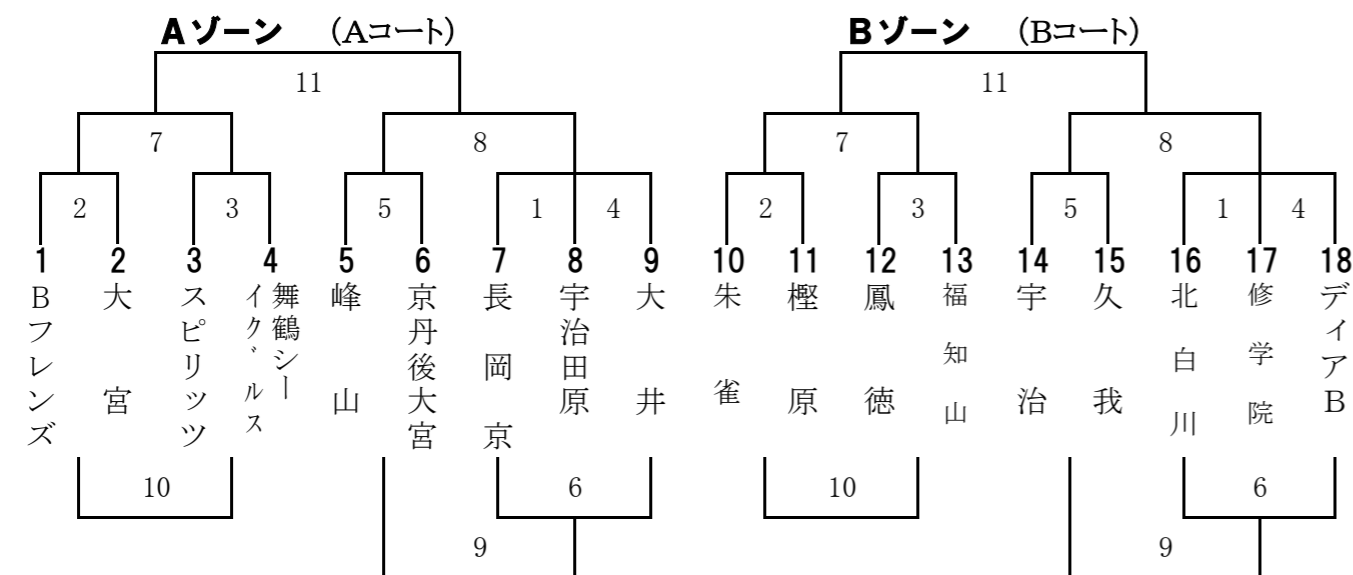 Aゾーン (Aコート) Bゾーン (Bコート)
11 11
7 8 7 8
2 3 5 1 4 2 3 5 1 4
1 2 3 4 5 6 7 8 9 10 11 12 13 14 15 16 17 18
Bフレンズ
大宮
スピリッツ
舞鶴シー
イグルス
峰山
京丹後大宮
長岡京
宇治田原
大井
朱雀
樫原
鳳徳
福知山
宇治
久我
北白川
修学院
ディアB
10 6 10 6
9 9